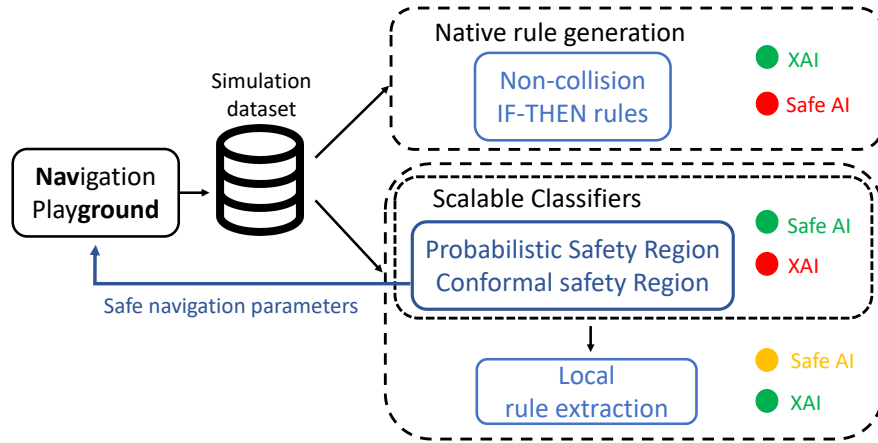 Native rule generation
Non-collision
IF-THEN rules
XAI
Safe AI
Simulation
dataset
Navigation
Playground
Scalable Classifiers
Probabilistic Safety Region
Conformal safety Region
Safe AI
XAI
Safe navigation parameters
Local
rule extraction
Safe AI
XAI